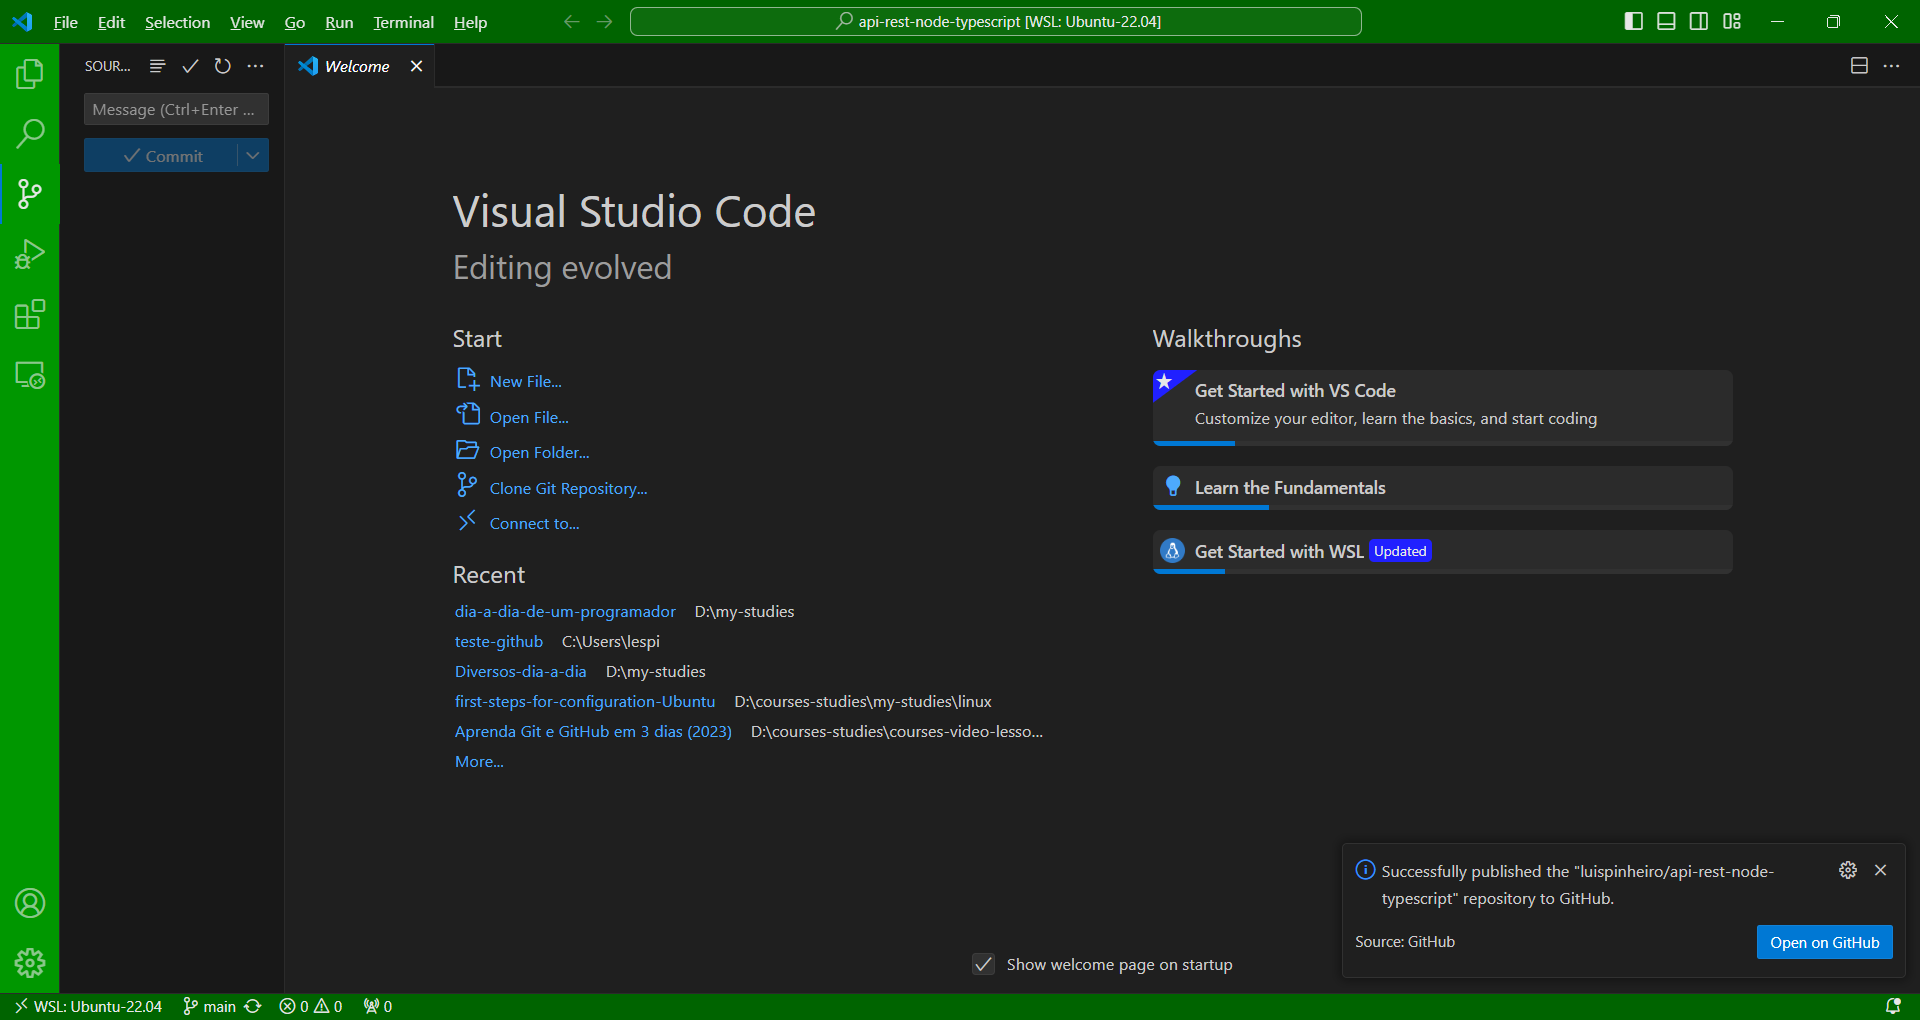 File Edit Selection View Go Run Terminal Help
api-rest-node-typescript [WSL: Ubuntu-22.04]
SOUR...
Welcome
Message (Ctrl+Enter ...
Commit
Visual Studio Code
Editing evolved
Start
New File...
Open File...
Open Folder...
Clone Git Repository...
Connect to...
Recent
dia-a-dia-de-um-programador D:\my-studies
teste-github C:\Users\lespi
Diversos-dia-a-dia D:\my-studies
first-steps-for-configuration-Ubuntu D:\courses-studies\my-studies\linux
Aprenda Git e GitHub em 3 dias (2023) D:\courses-studies\courses-video-lesso...
More...
Walkthroughs
Get Started with VS Code
Customize your editor, learn the basics, and start coding
Learn the Fundamentals
Get Started with WSL Updated
Successfully published the "luispinheiro/api-rest-node-
typescript" repository to GitHub.
Source: GitHub
Open on GitHub
Show welcome page on startup
WSL: Ubuntu-22.04 main 0 0 0